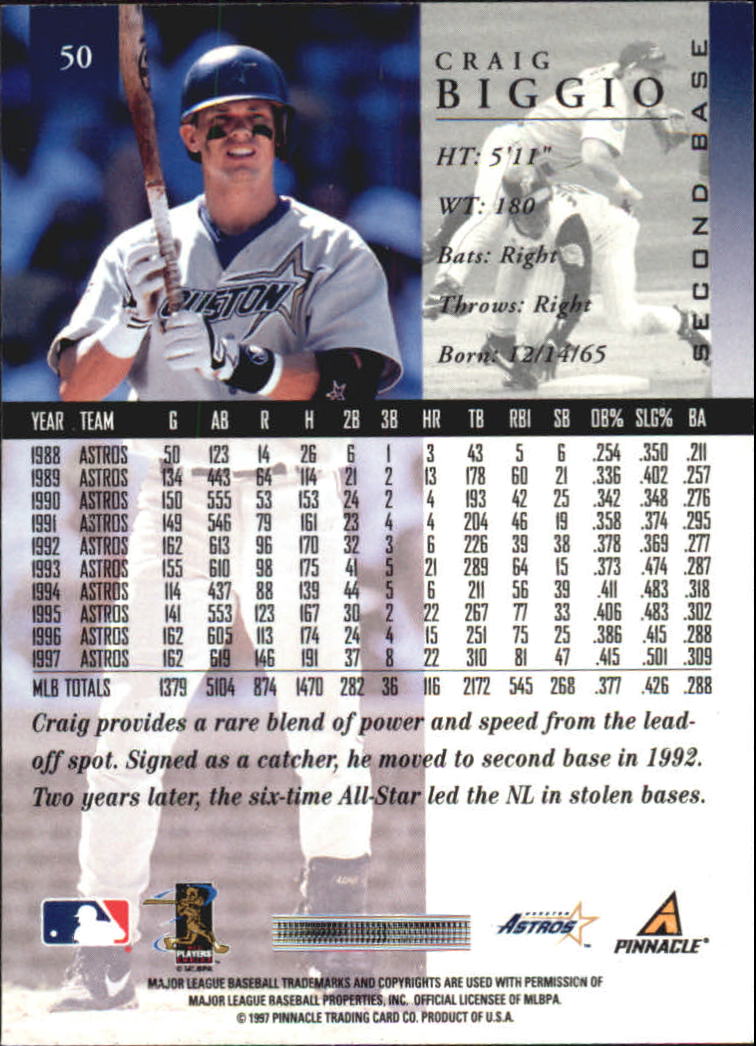 50
CRAIG
BIGGIO
SECOND BASE
HT: 5'11"
WT: 180
Bats: Right
Throws: Right
Born: 12/14/65
HOUSTON
YEAR TEAM G AB R H 2B 3B HR TB RBI SB OB% SLG% BA
1988 ASTROS 50 123 14 26 6 1 3 43 5 6 .254 .350 .211
1989 ASTROS 134 443 64 114 21 2 13 178 60 21 .336 .402 .257
1990 ASTROS 150 555 53 153 24 2 4 193 42 25 .342 .348 .276
1991 ASTROS 149 546 79 161 23 4 4 204 46 19 .358 .374 .295
1992 ASTROS 162 613 96 170 32 3 6 226 39 38 .378 .369 .277
1993 ASTROS 155 610 98 175 41 5 21 289 64 15 .373 .474 .287
1994 ASTROS 114 437 88 139 44 5 6 211 56 39 .411 .483 .318
1995 ASTROS 141 553 123 167 30 2 22 267 77 33 .406 .483 .302
1996 ASTROS 162 605 113 174 24 4 15 251 75 25 .386 .415 .288
1997 ASTROS 162 619 146 191 37 8 22 310 81 47 .415 .501 .309
MLB TOTALS 1379 5104 874 1470 282 36 116 2172 545 268 .377 .426 .288
Craig provides a rare blend of power and speed from the lead-
off spot. Signed as a catcher, he moved to second base in 1992.
Two years later, the six-time All-Star led the NL in stolen bases.
PLAYERS
CHOICE
© MLBPA
HOUSTON
ASTROS™
PINNACLE®
MAJOR LEAGUE BASEBALL TRADEMARKS AND COPYRIGHTS ARE USED WITH PERMISSION OF
MAJOR LEAGUE BASEBALL PROPERTIES, INC. OFFICIAL LICENSEE OF MLBPA.
© 1997 PINNACLE TRADING CARD CO. PRODUCT OF U.S.A.